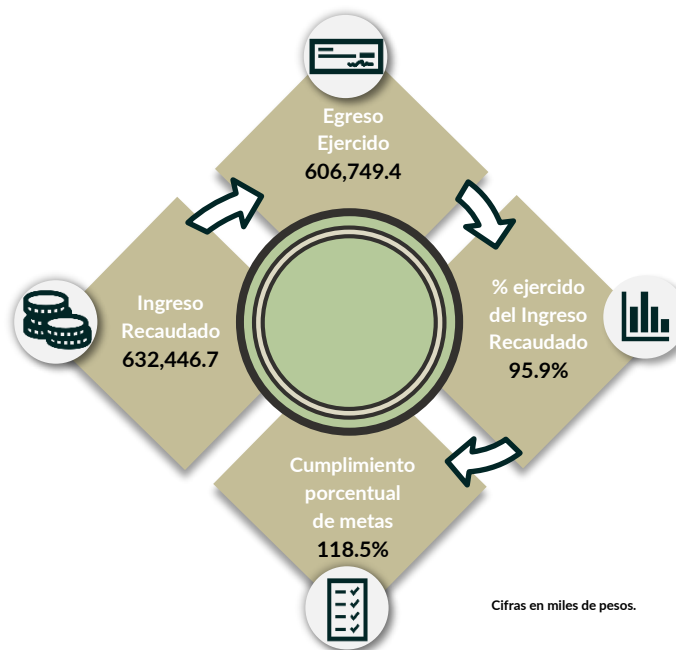 Egreso
Ejercido
606,749.4
Ingreso
Recaudado
632,446.7
% ejercido
del Ingreso
Recaudado
95.9%
Cumplimiento
porcentual
de metas
118.5%
Cifras en miles de pesos.